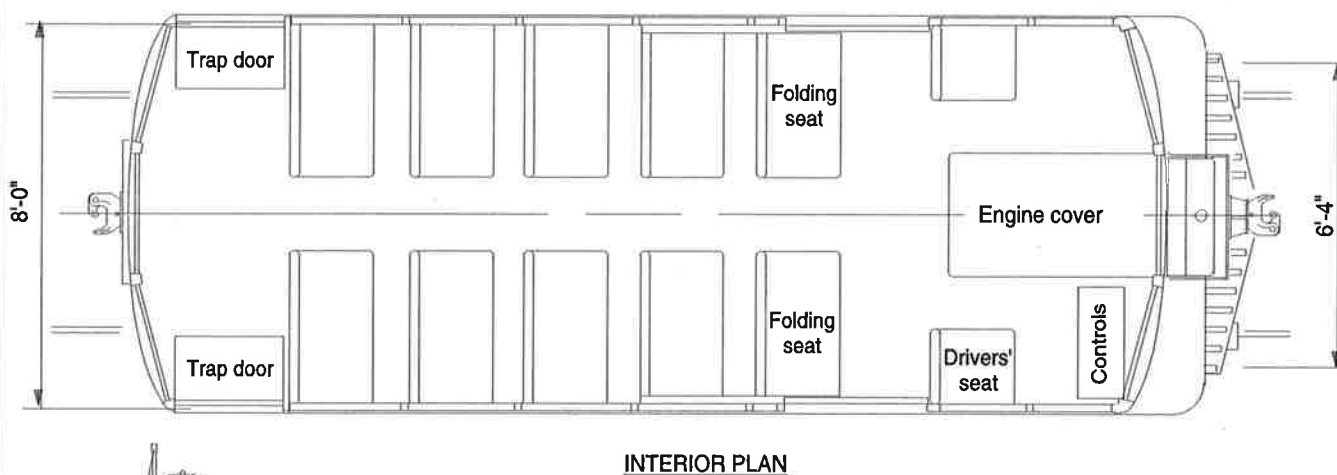 Trap door
Folding
seat
8'-0"
Engine cover
6'-4"
Trap door
Folding
seat
Drivers'
seat
Controls
INTERIOR PLAN